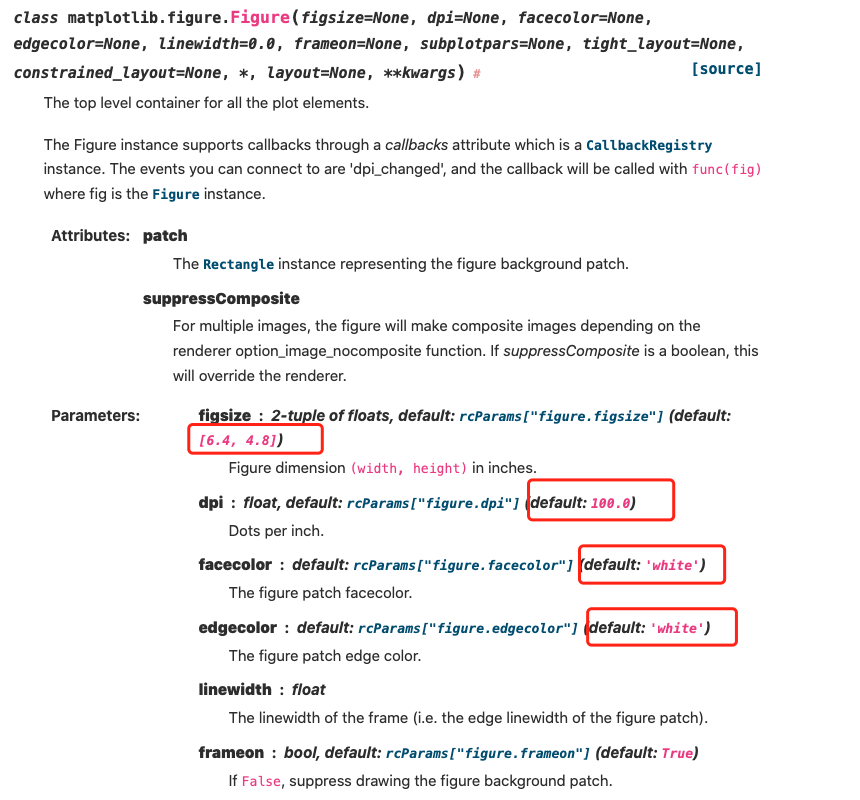 class matplotlib.figure.Figure(figsize=None, dpi=None, facecolor=None,
edgecolor=None, linewidth=0.0, frameon=None, subplotpars=None, tight_layout=None,
constrained_layout=None, *, layout=None, **kwargs) # [source]
The top level container for all the plot elements.
The Figure instance supports callbacks through a callbacks attribute which is a CallbackRegistry
instance. The events you can connect to are 'dpi_changed', and the callback will be called with func(fig)
where fig is the Figure instance.
Attributes: patch
The Rectangle instance representing the figure background patch.
suppressComposite
For multiple images, the figure will make composite images depending on the
renderer option_image_nocomposite function. If suppressComposite is a boolean, this
will override the renderer.
Parameters: figsize : 2-tuple of floats, default: rcParams["figure.figsize"] (default:
[6.4, 4.8])
Figure dimension (width, height) in inches.
dpi : float, default: rcParams["figure.dpi"] (default: 100.0)
Dots per inch.
facecolor : default: rcParams["figure.facecolor"] (default: 'white')
The figure patch facecolor.
edgecolor : default: rcParams["figure.edgecolor"] (default: 'white')
The figure patch edge color.
linewidth : float
The linewidth of the frame (i.e. the edge linewidth of the figure patch).
frameon : bool, default: rcParams["figure.frameon"] (default: True)
If False, suppress drawing the figure background patch.